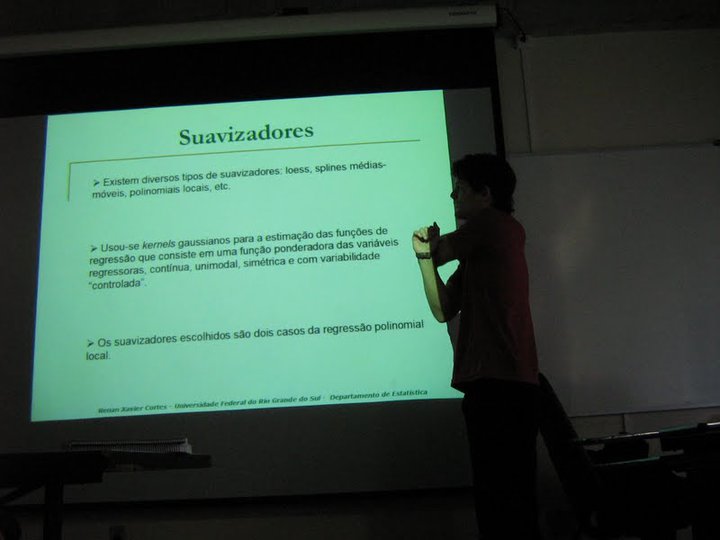 Suavizadores
➢ Existem diversos tipos de suavizadores: loess, splines médias-
móveis, polinomiais locais, etc.
➢ Usou-se kernels gaussianos para a estimação das funções de
regressão que consiste em uma função ponderadora das variáveis
regressoras, contínua, unimodal, simétrica e com variabilidade
“controlada”.
➢ Os suavizadores escolhidos são dois casos da regressão polinomial
local.
Renan Xavier Cortes - Universidade Federal do Rio Grande do Sul - Departamento de Estatística